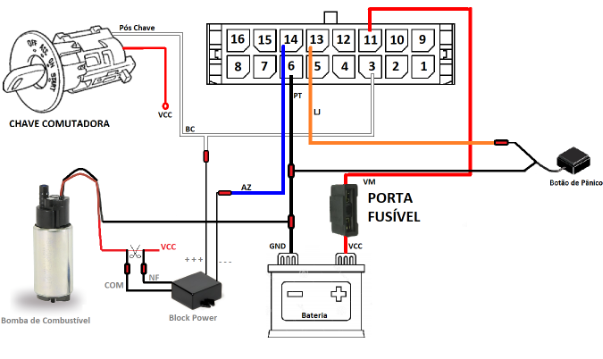 Pós Chave
16 15 14 13 12 11 10 9
8 7 6 5 4 3 2 1
VCC
CHAVE COMUTADORA
PT
LJ
BC
AZ
VM
PORTA
FUSÍVEL
Botão de Pânico
VCC
GND
VCC
+++
---
COM
NF
Block Power
Bomba de Combustível
Bateria